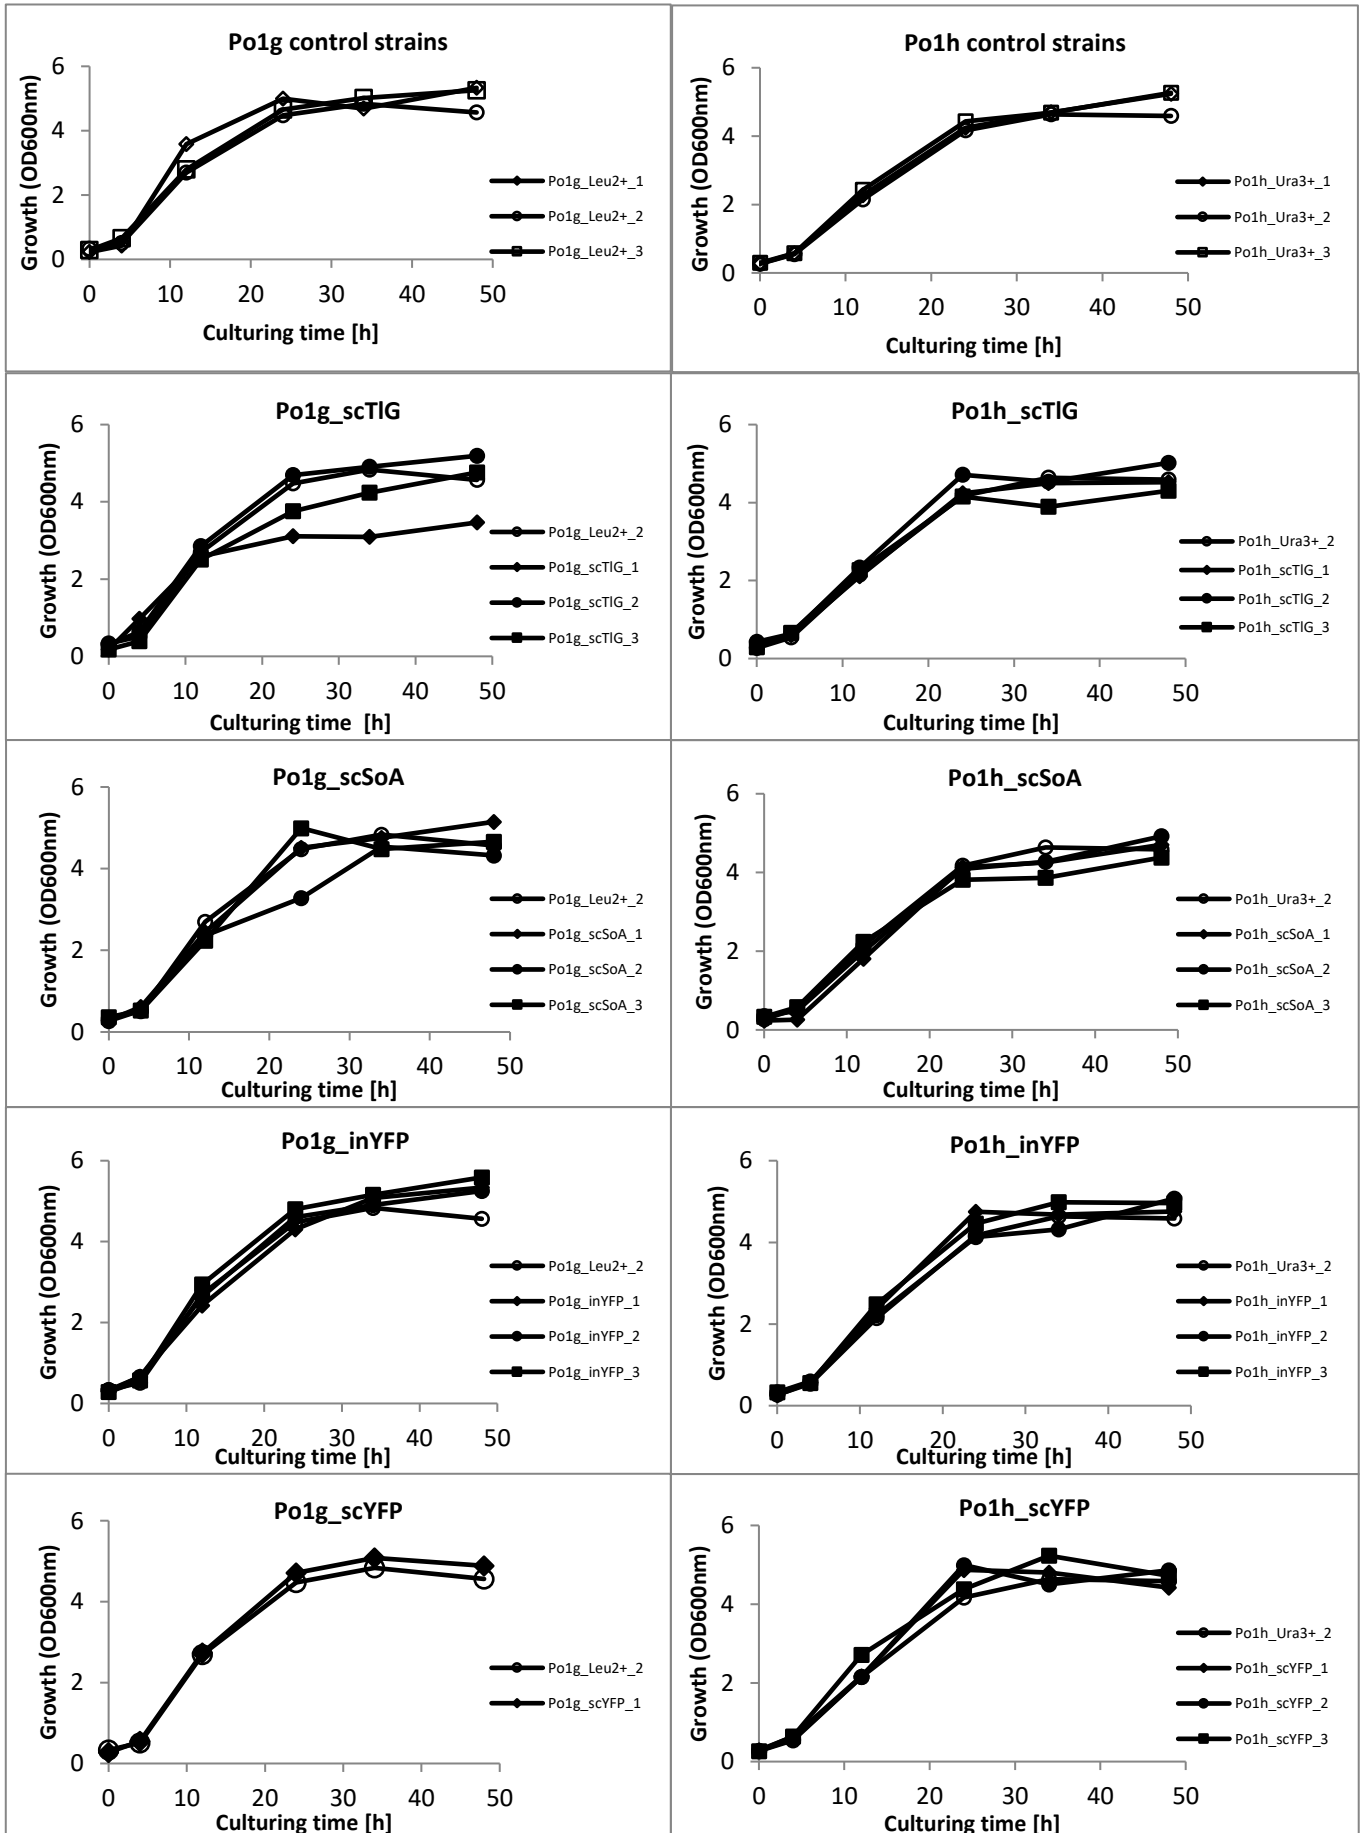 Po1g control strains
Growth (OD600nm)
6
4
2
0
0 10 20 30 40 50
Culturing time [h]
Po1g_Leu2+_1
Po1g_Leu2+_2
Po1g_Leu2+_3
Po1h control strains
Growth (OD600nm)
6
4
2
0
0 10 20 30 40 50
Culturing time [h]
Po1h_Ura3+_1
Po1h_Ura3+_2
Po1h_Ura3+_3
Po1g_scTlG
Growth (OD600nm)
6
4
2
0
0 10 20 30 40 50
Culturing time [h]
Po1g_Leu2+_2
Po1g_scTlG_1
Po1g_scTlG_2
Po1g_scTlG_3
Po1h_scTlG
Growth (OD600nm)
6
4
2
0
0 10 20 30 40 50
Culturing time [h]
Po1h_Ura3+_2
Po1h_scTlG_1
Po1h_scTlG_2
Po1h_scTlG_3
Po1g_scSoA
Growth (OD600nm)
6
4
2
0
0 10 20 30 40 50
Culturing time [h]
Po1g_Leu2+_2
Po1g_scSoA_1
Po1g_scSoA_2
Po1g_scSoA_3
Po1h_scSoA
Growth (OD600nm)
6
4
2
0
0 10 20 30 40 50
Culturing time [h]
Po1h_Ura3+_2
Po1h_scSoA_1
Po1h_scSoA_2
Po1h_scSoA_3
Po1g_inYFP
Growth (OD600nm)
6
4
2
0
0 10 20 30 40 50
Culturing time [h]
Po1g_Leu2+_2
Po1g_inYFP_1
Po1g_inYFP_2
Po1g_inYFP_3
Po1h_inYFP
Growth (OD600nm)
6
4
2
0
0 10 20 30 40 50
Culturing time [h]
Po1h_Ura3+_2
Po1h_inYFP_1
Po1h_inYFP_2
Po1h_inYFP_3
Po1g_scYFP
Growth (OD600nm)
6
4
2
0
0 10 20 30 40 50
Culturing time [h]
Po1g_Leu2+_2
Po1g_scYFP_1
Po1h_scYFP
Growth (OD600nm)
6
4
2
0
0 10 20 30 40 50
Culturing time [h]
Po1h_Ura3+_2
Po1h_scYFP_1
Po1h_scYFP_2
Po1h_scYFP_3